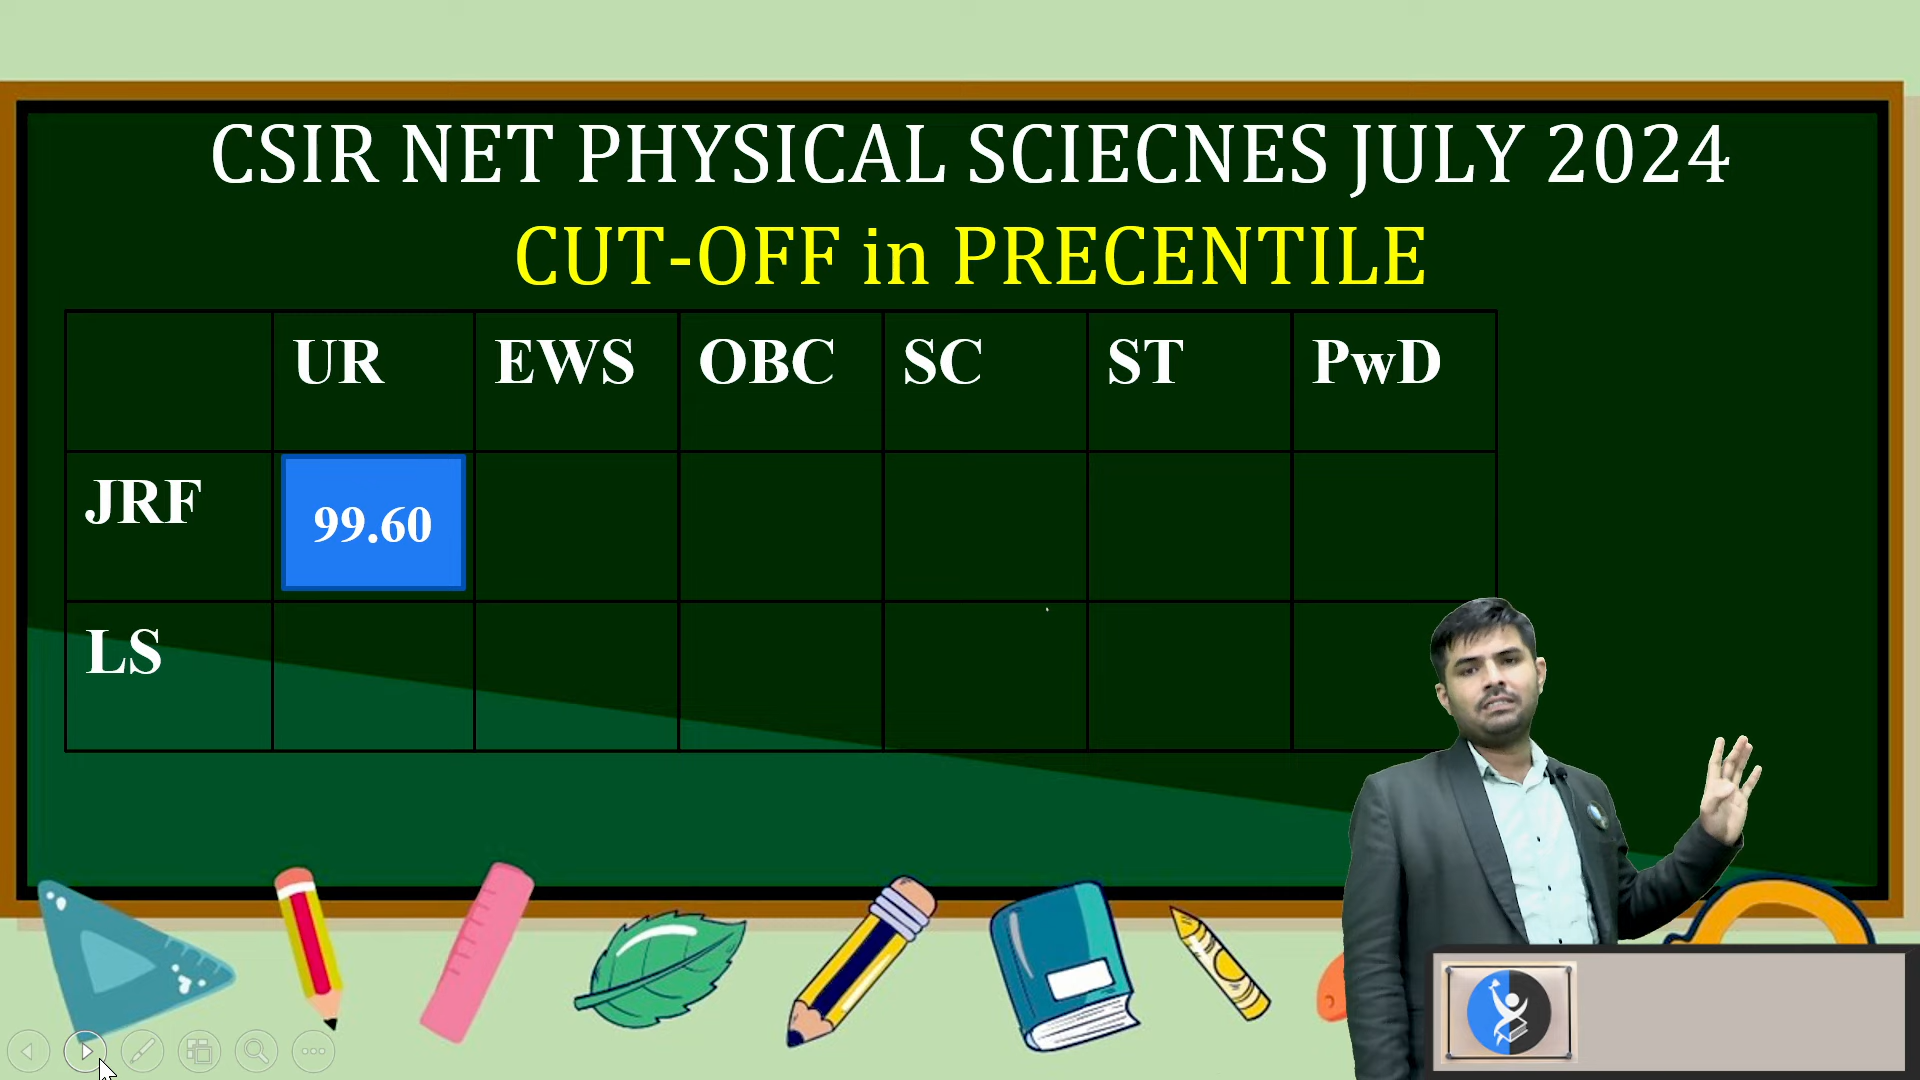 CSIR NET PHYSICAL SCIECNES JULY 2024
CUT-OFF in PRECENTILE
UR EWS OBC SC ST PwD
JRF 99.60
LS